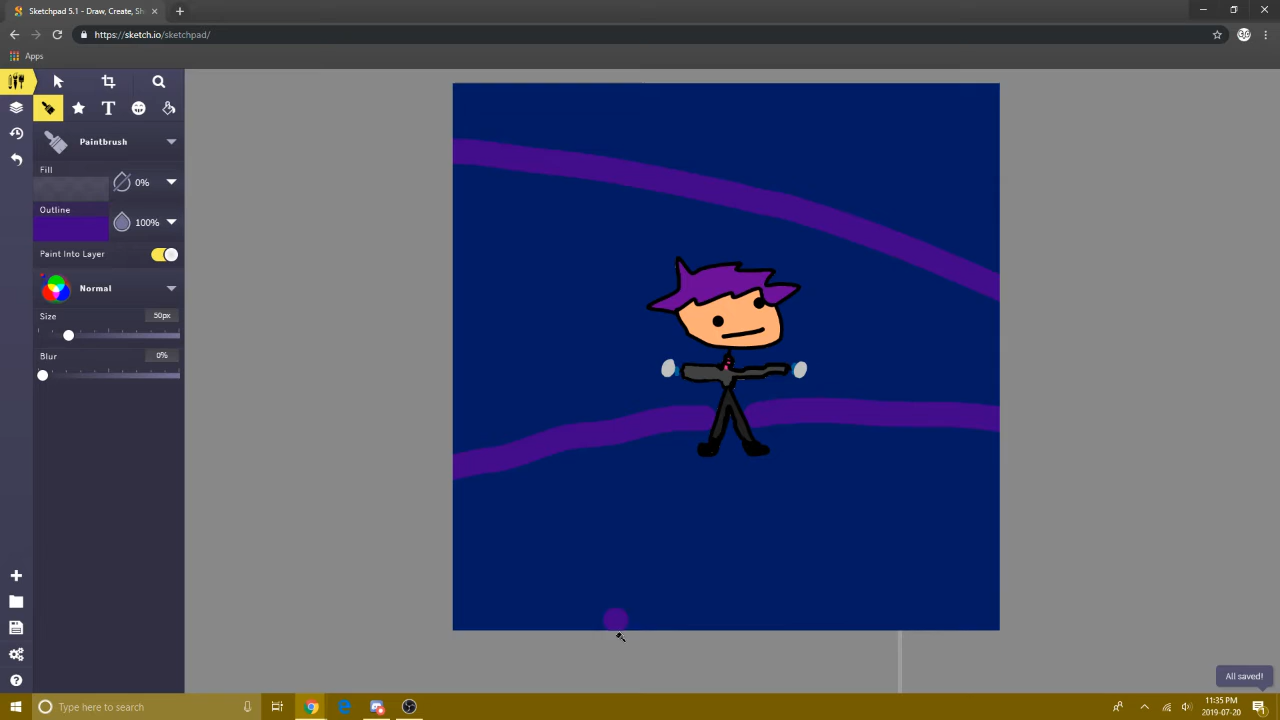 Sketchpad 5.1 - Draw, Create, Sh
https://sketch.io/sketchpad/
Apps
Paintbrush
Fill
0%
Outline
100%
Paint Into Layer
Normal
Size
50px
Blur
0%
All saved!
Type here to search
11:35 PM
2019-07-20